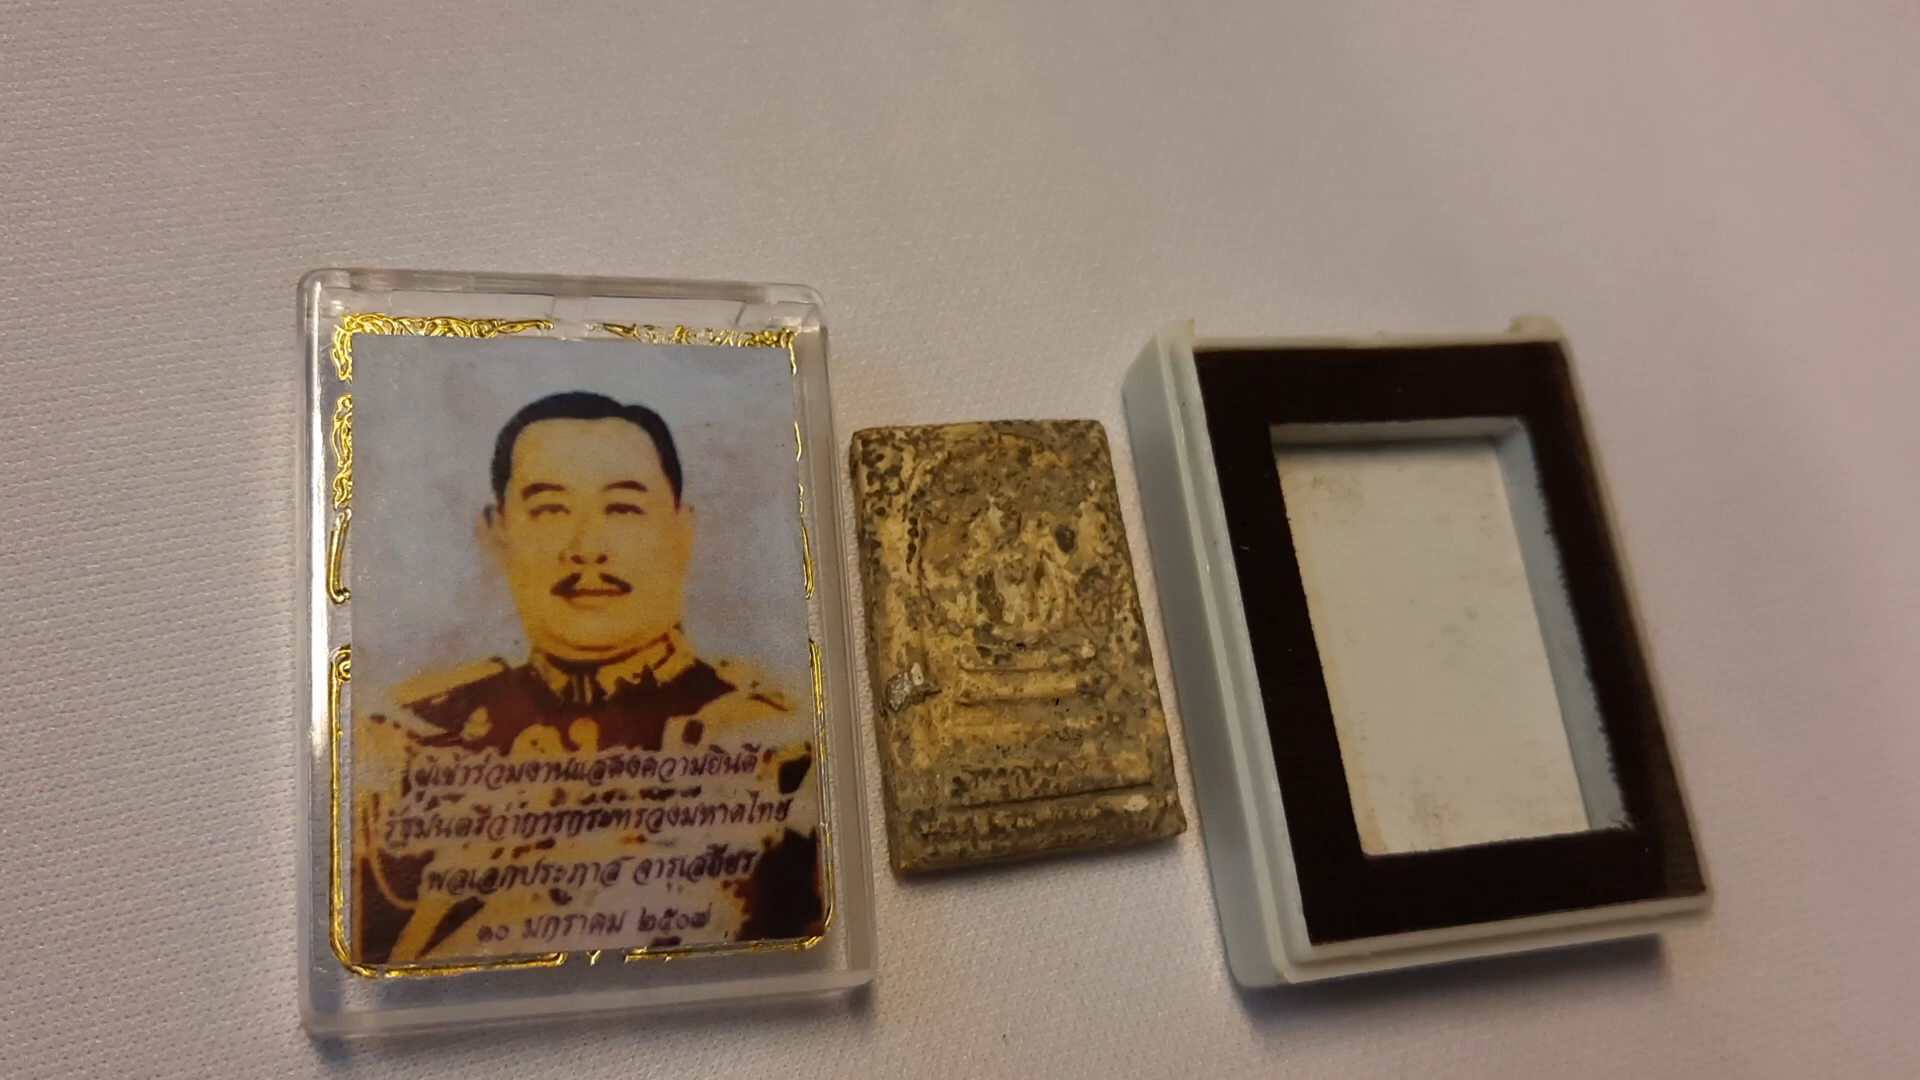 ผู้เข้าร่วมงานแสดงความยินดี
รัฐมนตรีว่าการกระทรวงมหาดไทย
พลเอกประภาส จารุเสถียร
๑๐ มกราคม ๒๕๐๗